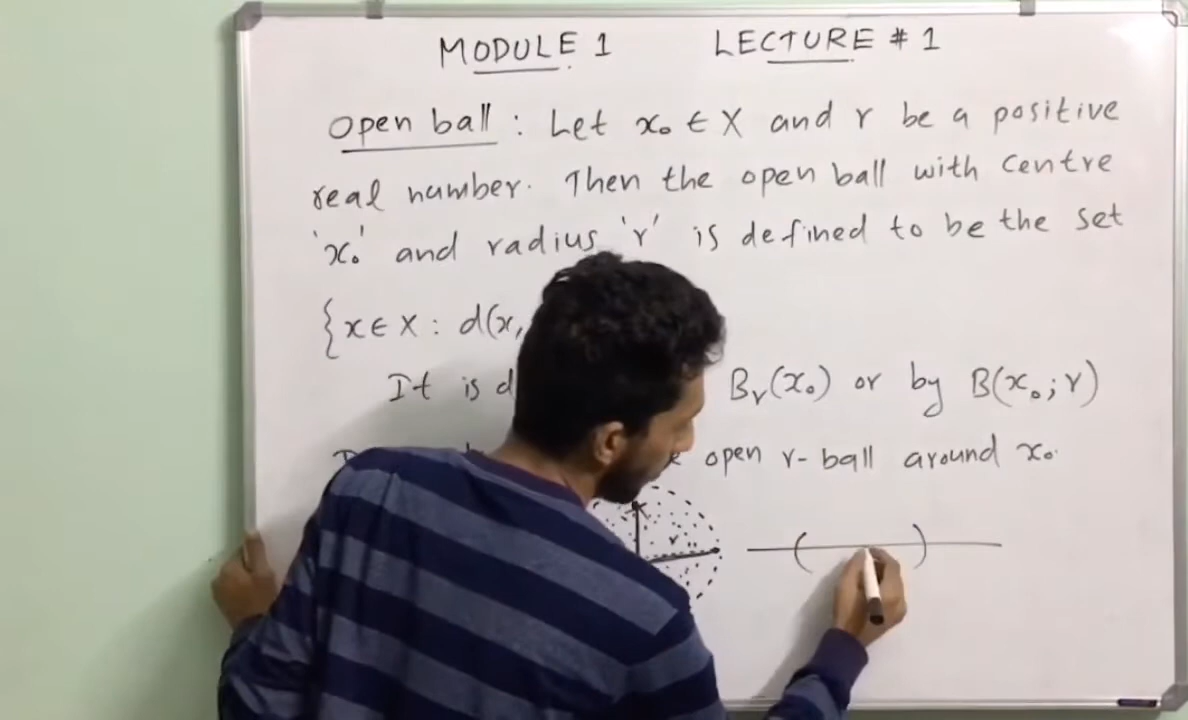 MODULE 1 LECTURE # 1
Open ball : Let x₀ ∈ X and r be a positive
real number. Then the open ball with centre
'x₀' and radius 'r' is defined to be the set
{x ∈ X : d(x,
It is d Bᵣ(x₀) or by B(x₀; r)
open r-ball around x₀.
r